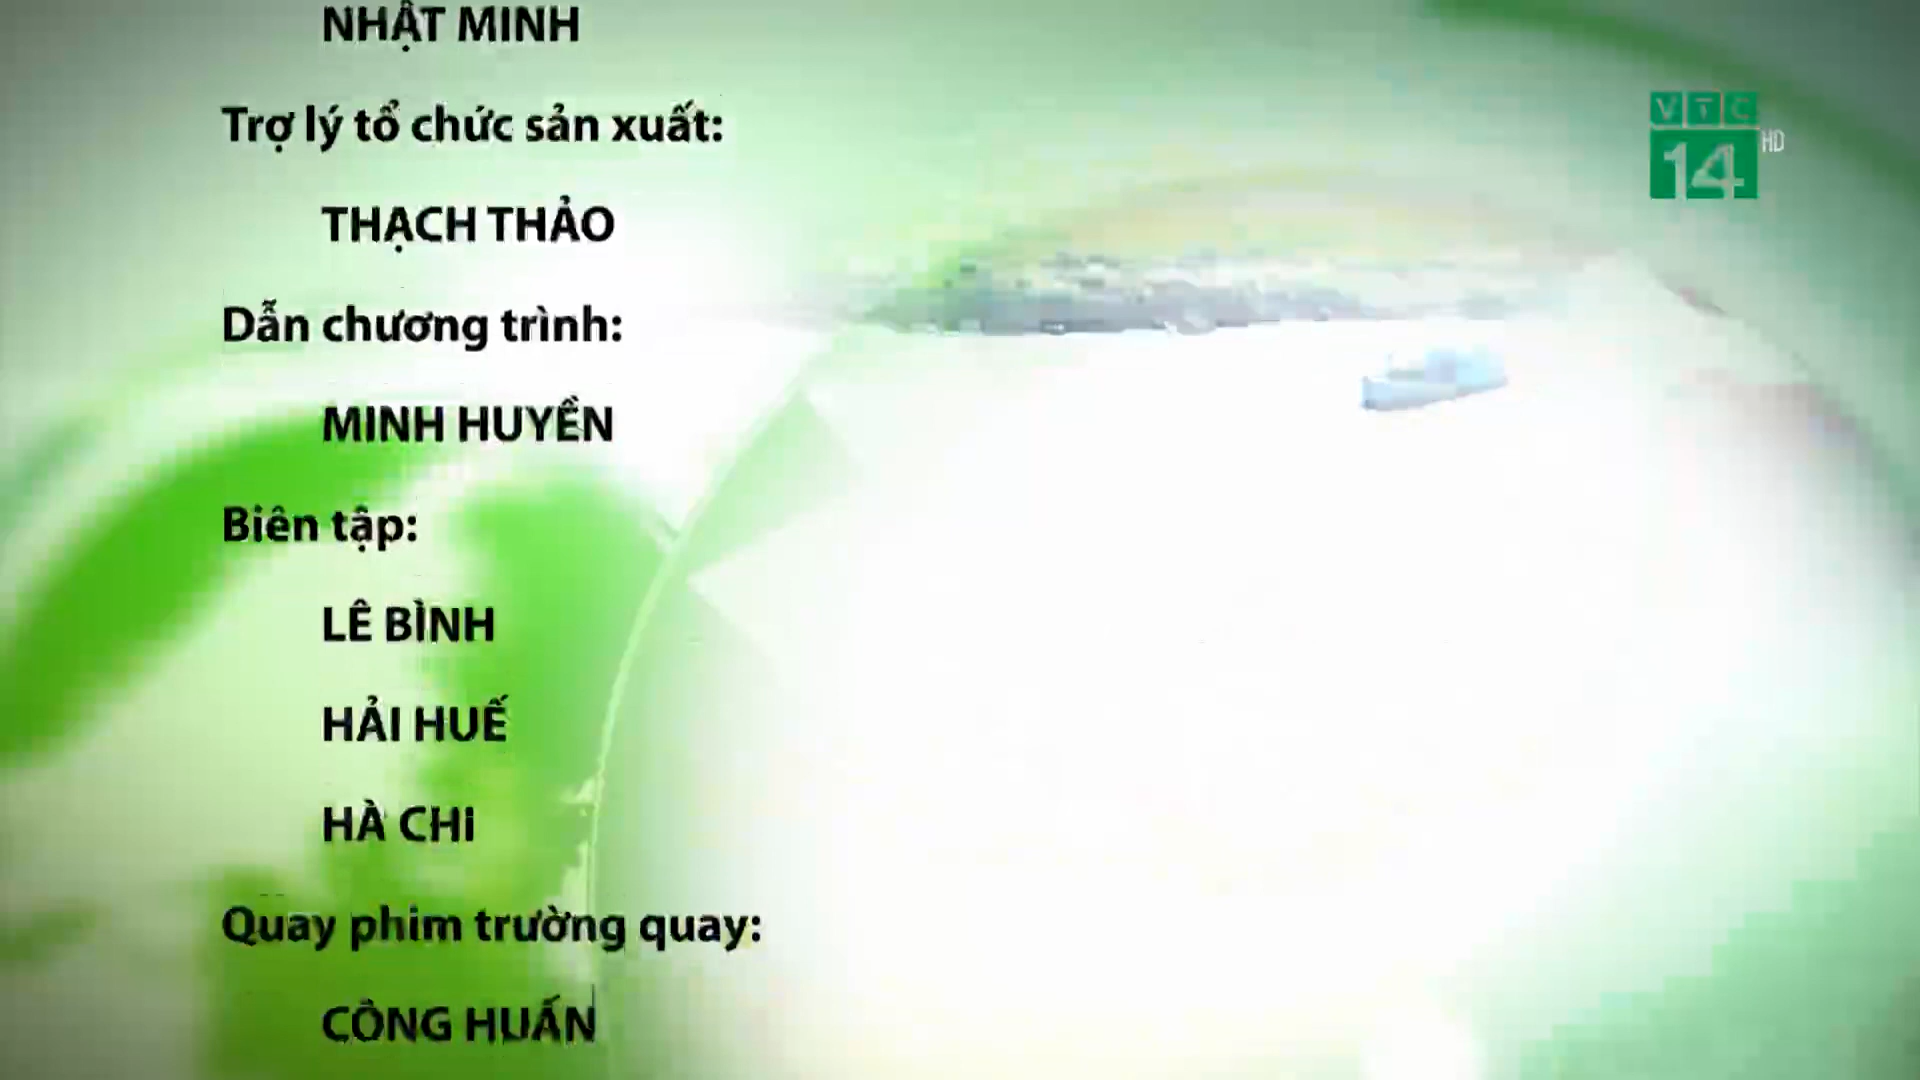 NHẬT MINH
Trợ lý tổ chức sản xuất:
THẠCH THẢO
Dẫn chương trình:
MINH HUYỀN
Biên tập:
LÊ BÌNH
HẢI HUẾ
HÀ CHi
Quay phim trường quay:
CÔNG HUẤN
VTC
14 HD